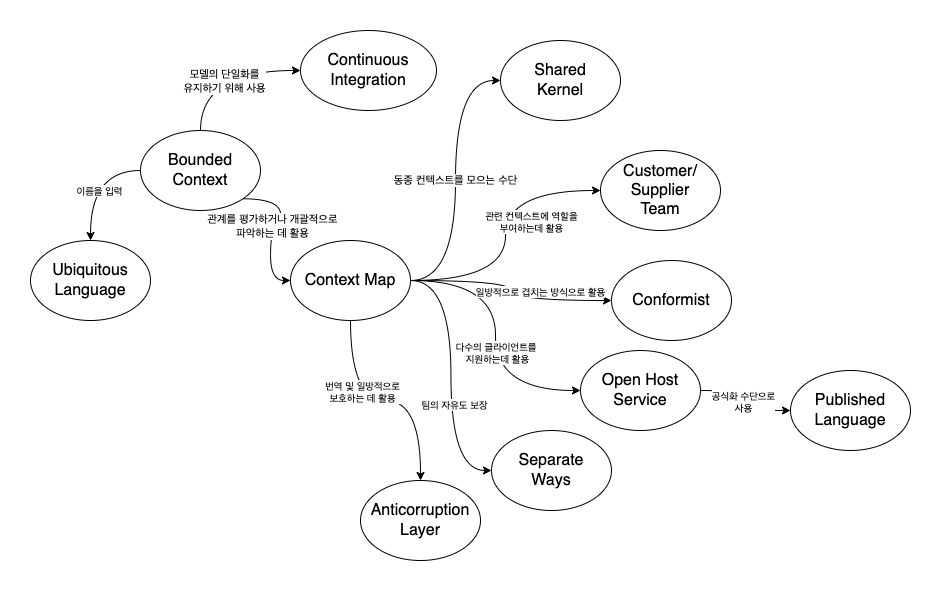 Continuous
Integration
모델의 단일화를
유지하기 위해 사용
Shared
Kernel
Bounded
Context
이름을 입력
동종 컨텍스트를 모으는 수단
Customer/
Supplier
Team
관계를 평가하거나 개괄적으로
파악하는 데 활용
관련 컨텍스트에 역할을
부여하는데 활용
Ubiquitous
Language
Context Map
일방적으로 겹치는 방식으로 활용
Conformist
다수의 클라이언트를
지원하는데 활용
번역 및 일방적으로
보호하는 데 활용
팀의 자유도 보장
Open Host
Service
공식화 수단으로
사용
Published
Language
Separate
Ways
Anticorruption
Layer